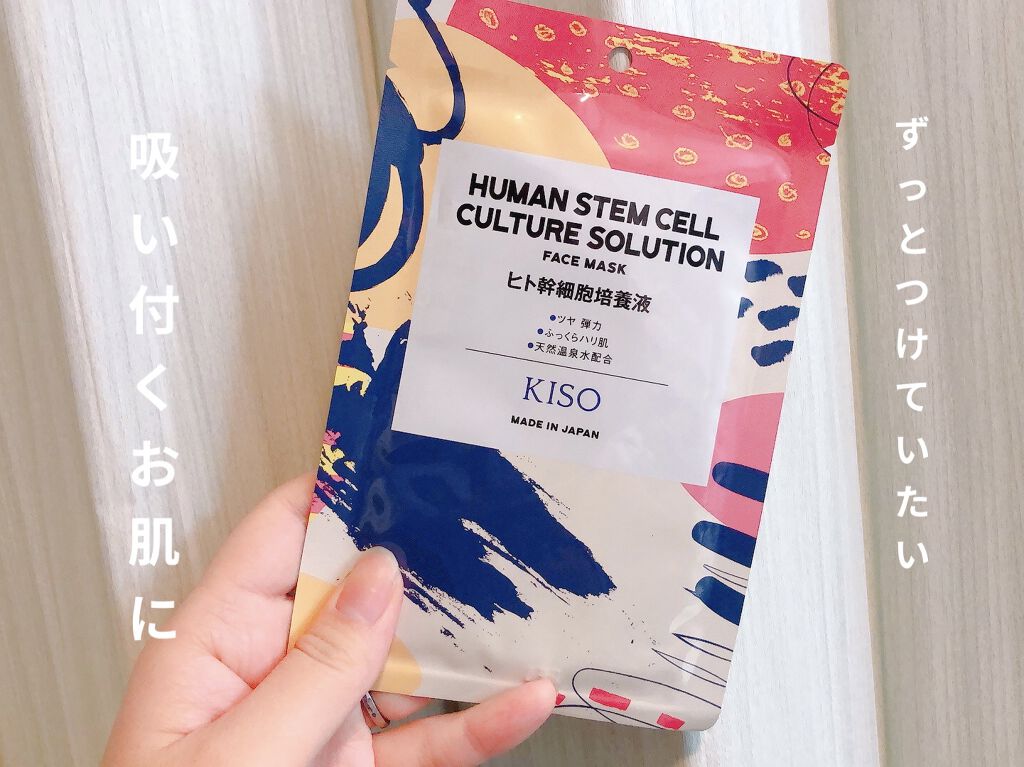 ずっとつけていたい
吸い付くお肌に
HUMAN STEM CELL
CULTURE SOLUTION
FACE MASK
ヒト幹細胞培養液
●ツヤ 弾力
●ふっくらハリ肌
●天然温泉水配合
KISO
MADE IN JAPAN